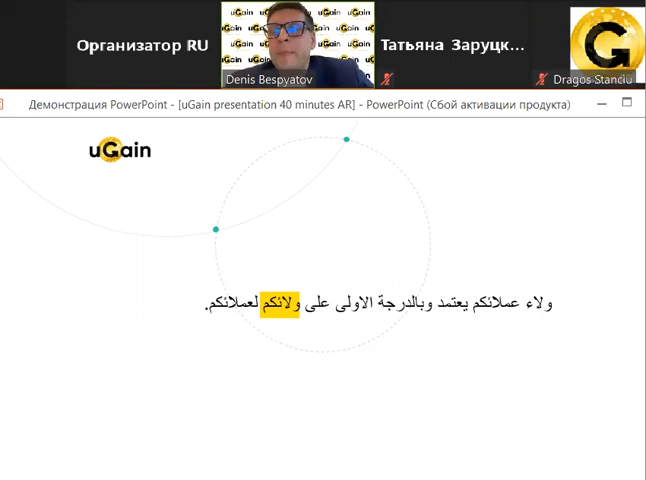 Организатор RU
uGain
Denis Bespyatov
Татьяна Заруцк...
G
Dragos Stanciu
Демонстрация PowerPoint - [uGain presentation 40 minutes AR] - PowerPoint (Сбой активации продукта)
uGain
ولاء عملائكم يعتمد وبالدرجة الاولى على ولائكم لعملائكم.